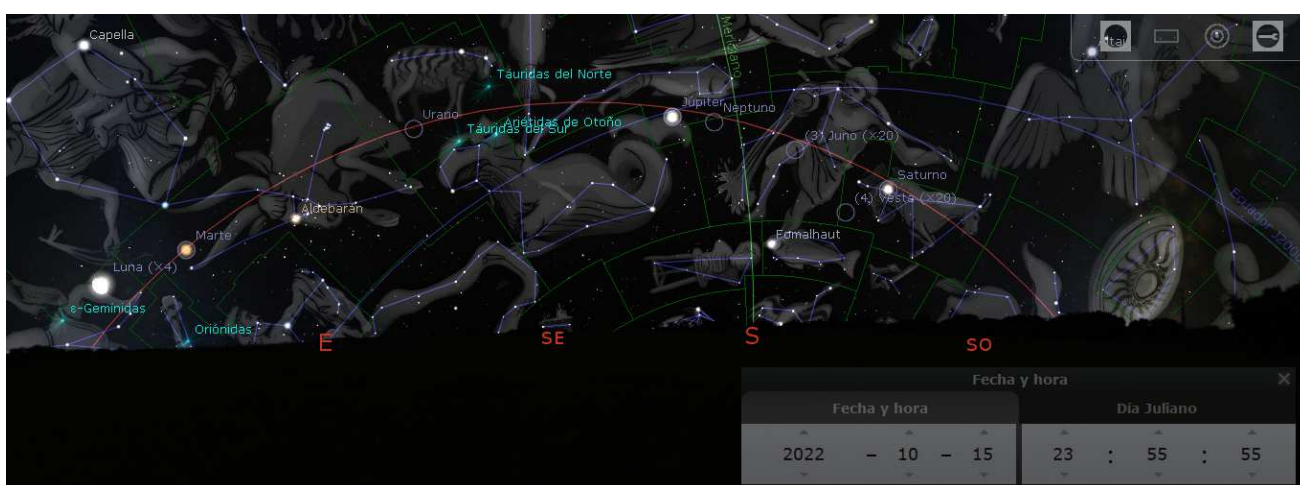 Capella
Meridiano
Altai
Táuridas del Norte
Urano
Júpiter
Neptuno
Ariétidas de Otoño
Táuridas del Sur
(3) Juno (×20)
Saturno
(4) Vesta (×20)
Aldebarán
Ecuador J2000
Marte
Fomalhaut
Luna (×4)
ε-Gemínidas
Oriónidas
E
SE
S
SO
Fecha y hora
×
Fecha y hora
Día Juliano
2022 – 10 – 15
23 : 55 : 55